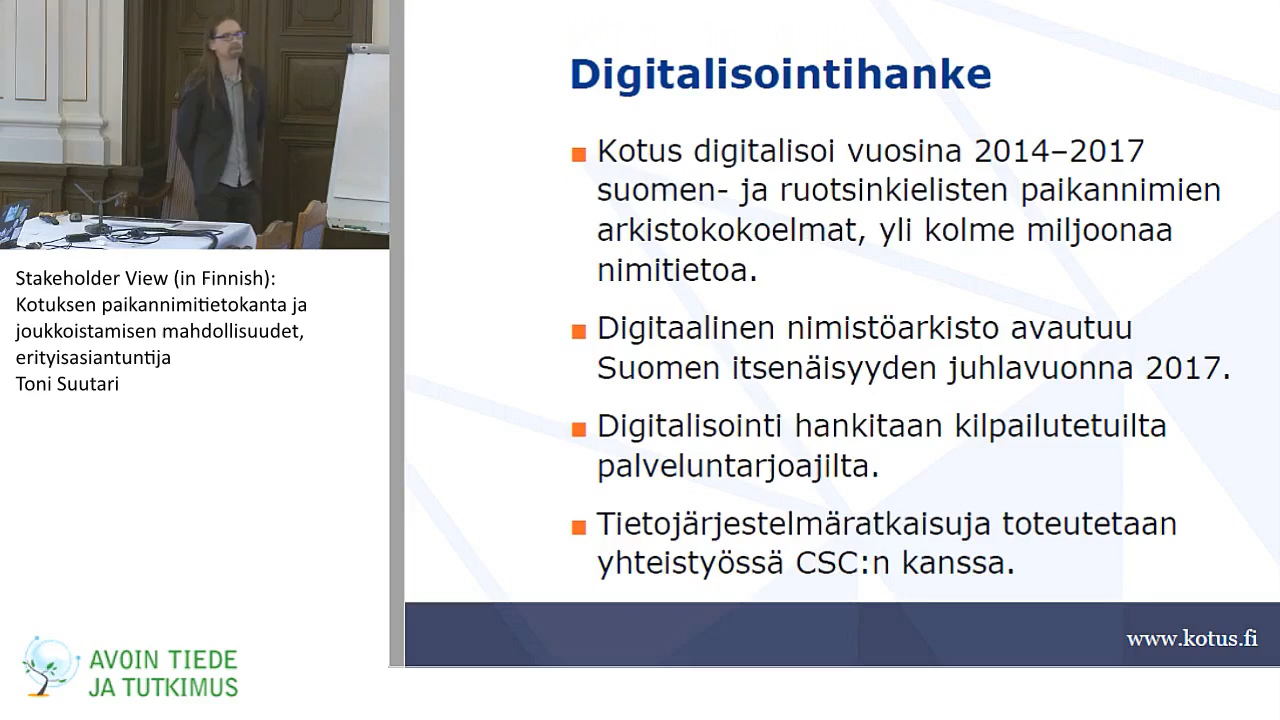 Digitalisointihanke
Kotus digitalisoi vuosina 2014–2017
suomen- ja ruotsinkielisten paikannimien
arkistokokoelmat, yli kolme miljoonaa
nimitietoa.
Digitaalinen nimistöarkisto avautuu
Suomen itsenäisyyden juhlavuonna 2017.
Digitalisointi hankitaan kilpailutetuilta
palveluntarjoajilta.
Tietojärjestelmäratkaisuja toteutetaan
yhteistyössä CSC:n kanssa.
www.kotus.fi
Stakeholder View (in Finnish):
Kotuksen paikannimitietokanta ja
joukkoistamisen mahdollisuudet,
erityisasiantuntija
Toni Suutari
AVOIN TIEDE
JA TUTKIMUS